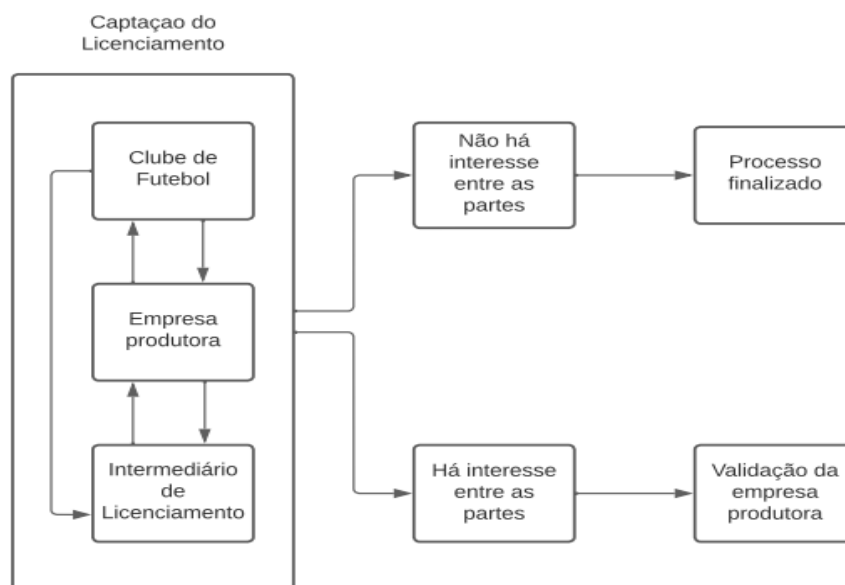 Captaçao do
Licenciamento
Clube de
Futebol
Empresa
produtora
Intermediário
de
Licenciamento
Não há
interesse
entre as
partes
Processo
finalizado
Há interesse
entre as
partes
Validação da
empresa
produtora